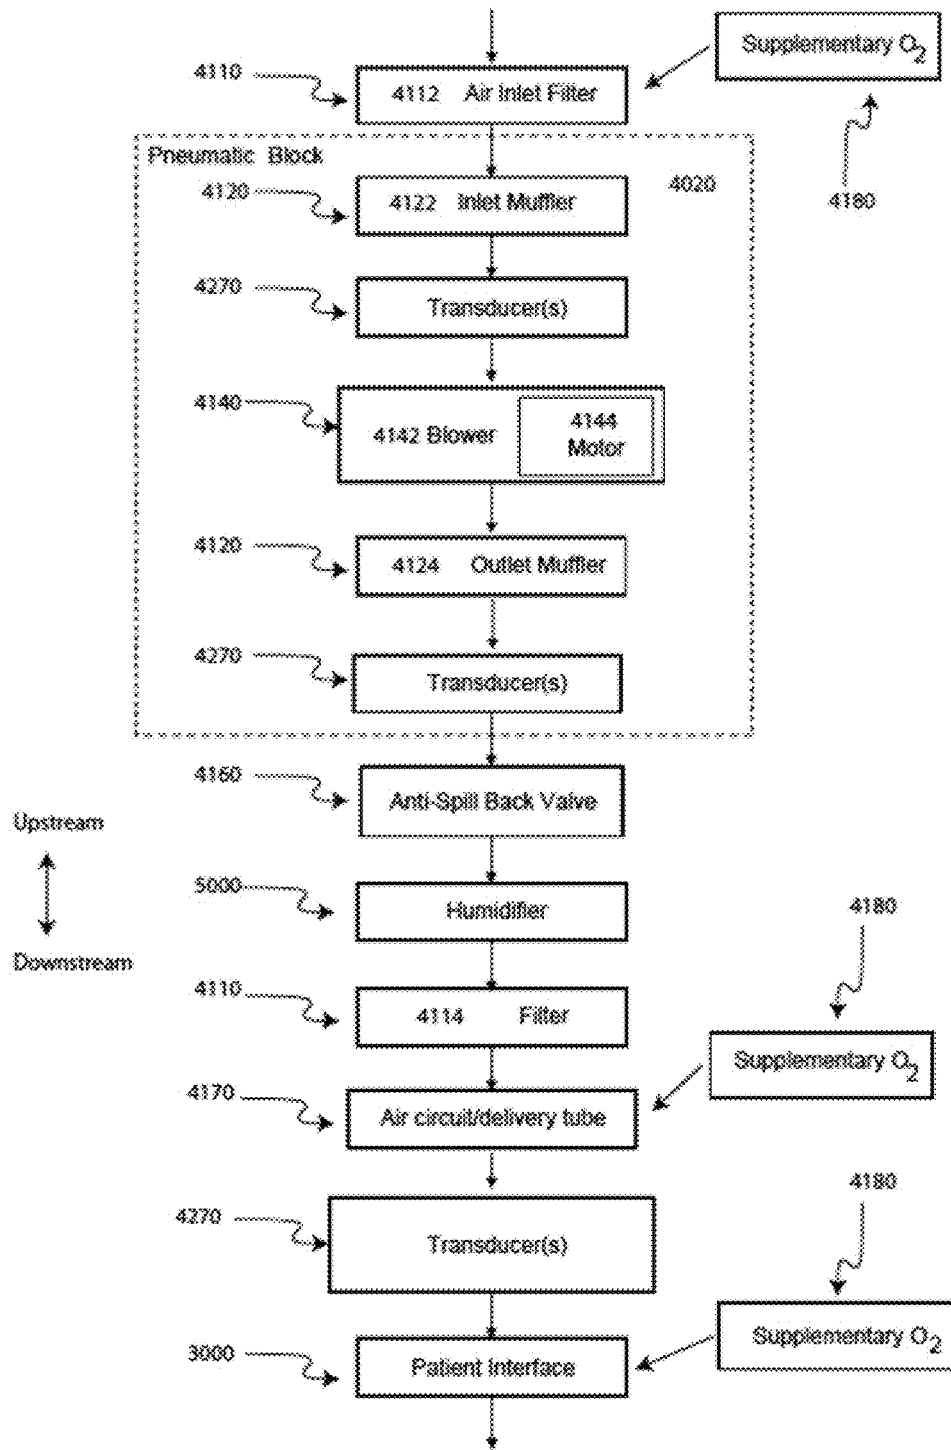 Supplementary O2
4110
4112 Air Inlet Filter
4180
Pneumatic Block
4020
4120
4122 Inlet Muffler
4270
Transducer(s)
4140
4142 Blower
4144
Motor
4120
4124 Outlet Muffler
4270
Transducer(s)
4160
Anti-Spill Back Valve
Upstream
Downstream
5000
Humidifier
4180
4110
4114 Filter
Supplementary O2
4170
Air circuit/delivery tube
4180
4270
Transducer(s)
Supplementary O2
3000
Patient Interface